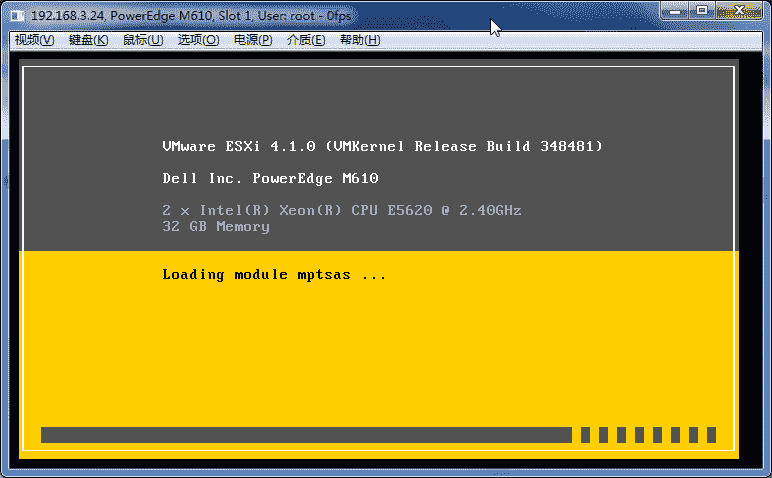 192.168.3.24, PowerEdge M610, Slot 1, User: root - 0fps
视频(V) 键盘(K) 鼠标(U) 选项(O) 电源(P) 介质(E) 帮助(H)
VMware ESXi 4.1.0 (VMKernel Release Build 348481)
Dell Inc. PowerEdge M610
2 x Intel(R) Xeon(R) CPU E5620 @ 2.40GHz
32 GB Memory
Loading module mptsas ...